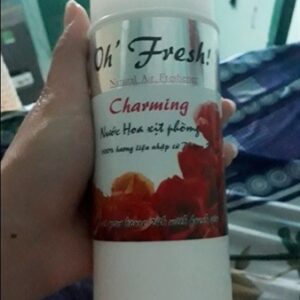 Oh' Fresh!
Natural Air Freshener
Charming
Nước Hoa xịt phòng
100% hương liệu nhập từ